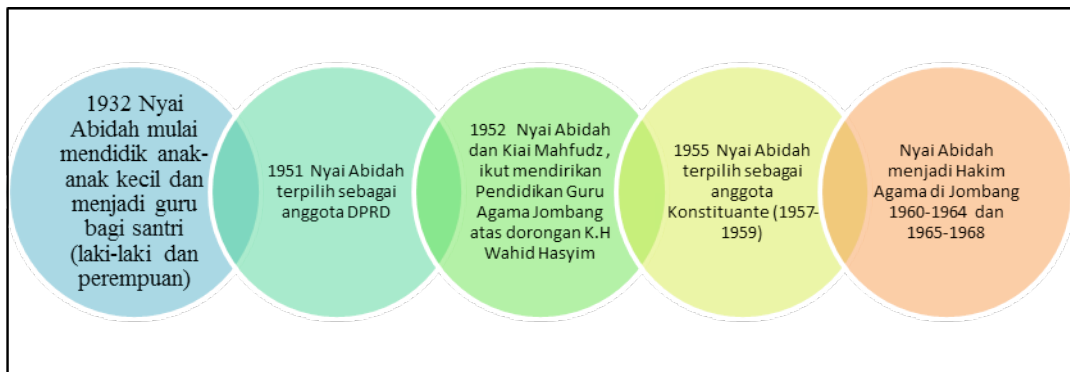 1932 Nyai
Abidah mulai
mendidik anak-
anak kecil dan
menjadi guru
bagi santri
(laki-laki dan
perempuan)
1951 Nyai Abidah
terpilih sebagai
anggota DPRD
1952 Nyai Abidah
dan Kiai Mahfudz ,
ikut mendirikan
Pendidikan Guru
Agama Jombang
atas dorongan K.H
Wahid Hasyim
1955 Nyai Abidah
terpilih sebagai
anggota
Konstituante (1957-
1959)
Nyai Abidah
menjadi Hakim
Agama di Jombang
1960-1964 dan
1965-1968